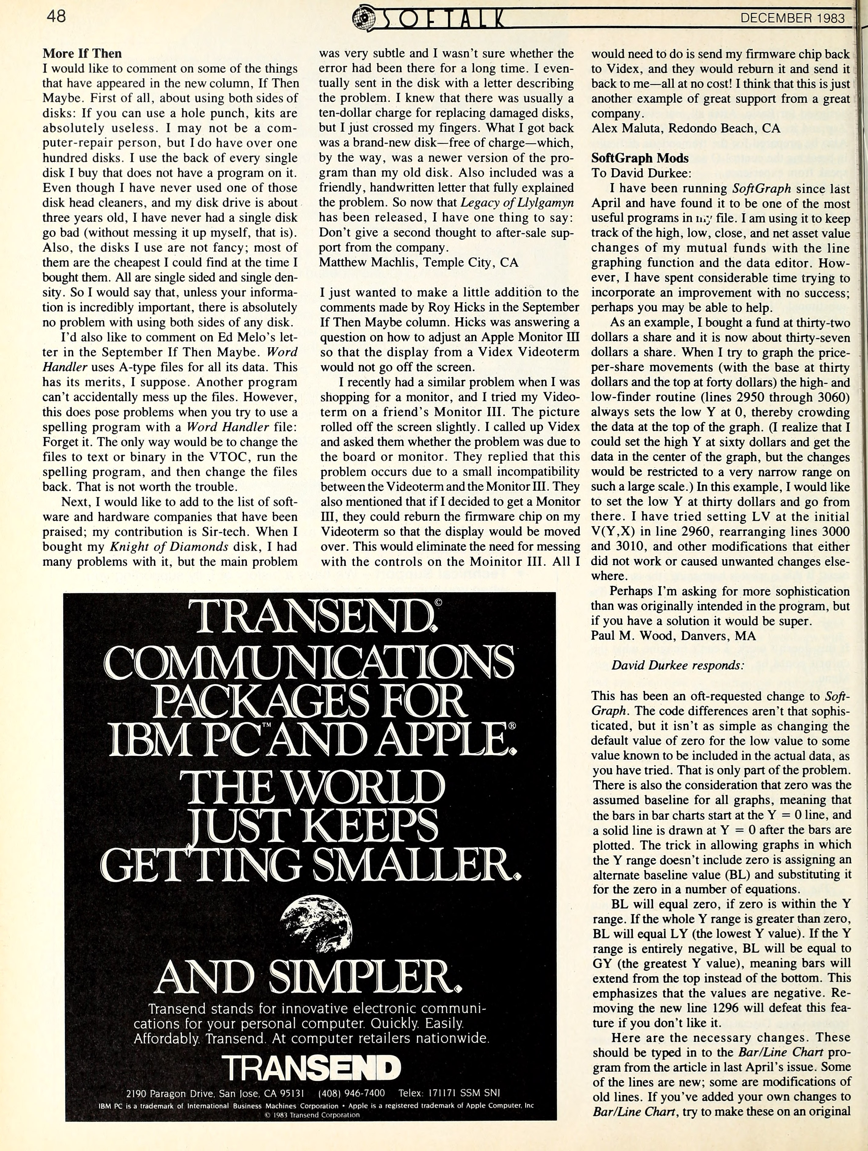 48
SOFTALK
DECEMBER 1983
More If Then
I would like to comment on some of the things
that have appeared in the new column, If Then
Maybe. First of all, about using both sides of
disks: If you can use a hole punch, kits are
absolutely useless. I may not be a com-
puter-repair person, but I do have over one
hundred disks. I use the back of every single
disk I buy that does not have a program on it.
Even though I have never used one of those
disk head cleaners, and my disk drive is about
three years old, I have never had a single disk
go bad (without messing it up myself, that is).
Also, the disks I use are not fancy; most of
them are the cheapest I could find at the time I
bought them. All are single sided and single den-
sity. So I would say that, unless your informa-
tion is incredibly important, there is absolutely
no problem with using both sides of any disk.
I'd also like to comment on Ed Melo's let-
ter in the September If Then Maybe. Word
Handler uses A-type files for all its data. This
has its merits, I suppose. Another program
can't accidentally mess up the files. However,
this does pose problems when you try to use a
spelling program with a Word Handler file:
Forget it. The only way would be to change the
files to text or binary in the VTOC, run the
spelling program, and then change the files
back. That is not worth the trouble.
Next, I would like to add to the list of soft-
ware and hardware companies that have been
praised; my contribution is Sir-tech. When I
bought my Knight of Diamonds disk, I had
many problems with it, but the main problem
was very subtle and I wasn't sure whether the
error had been there for a long time. I even-
tually sent in the disk with a letter describing
the problem. I knew that there was usually a
ten-dollar charge for replacing damaged disks,
but I just crossed my fingers. What I got back
was a brand-new disk—free of charge—which,
by the way, was a newer version of the pro-
gram than my old disk. Also included was a
friendly, handwritten letter that fully explained
the problem. So now that Legacy of Llylgamyn
has been released, I have one thing to say:
Don't give a second thought to after-sale sup-
port from the company.
Matthew Machlis, Temple City, CA
I just wanted to make a little addition to the
comments made by Roy Hicks in the September
If Then Maybe column. Hicks was answering a
question on how to adjust an Apple Monitor III
so that the display from a Videx Videoterm
would not go off the screen.
I recently had a similar problem when I was
shopping for a monitor, and I tried my Video-
term on a friend's Monitor III. The picture
rolled off the screen slightly. I called up Videx
and asked them whether the problem was due to
the board or monitor. They replied that this
problem occurs due to a small incompatibility
between the Videoterm and the Monitor III. They
also mentioned that if I decided to get a Monitor
III, they could reburn the firmware chip on my
Videoterm so that the display would be moved
over. This would eliminate the need for messing
with the controls on the Moinitor III. All I
would need to do is send my firmware chip back
to Videx, and they would reburn it and send it
back to me—all at no cost! I think that this is just
another example of great support from a great
company.
Alex Maluta, Redondo Beach, CA
SoftGraph Mods
To David Durkee:
I have been running SoftGraph since last
April and have found it to be one of the most
useful programs in my file. I am using it to keep
track of the high, low, close, and net asset value
changes of my mutual funds with the line
graphing function and the data editor. How-
ever, I have spent considerable time trying to
incorporate an improvement with no success;
perhaps you may be able to help.
As an example, I bought a fund at thirty-two
dollars a share and it is now about thirty-seven
dollars a share. When I try to graph the price-
per-share movements (with the base at thirty
dollars and the top at forty dollars) the high- and
low-finder routine (lines 2950 through 3060)
always sets the low Y at 0, thereby crowding
the data at the top of the graph. (I realize that I
could set the high Y at sixty dollars and get the
data in the center of the graph, but the changes
would be restricted to a very narrow range on
such a large scale.) In this example, I would like
to set the low Y at thirty dollars and go from
there. I have tried setting LV at the initial
V(Y,X) in line 2960, rearranging lines 3000
and 3010, and other modifications that either
did not work or caused unwanted changes else-
where.
Perhaps I'm asking for more sophistication
than was originally intended in the program, but
if you have a solution it would be super.
Paul M. Wood, Danvers, MA
David Durkee responds:
This has been an oft-requested change to Soft-
Graph. The code differences aren't that sophis-
ticated, but it isn't as simple as changing the
default value of zero for the low value to some
value known to be included in the actual data, as
you have tried. That is only part of the problem.
There is also the consideration that zero was the
assumed baseline for all graphs, meaning that
the bars in bar charts start at the Y = 0 line, and
a solid line is drawn at Y = 0 after the bars are
plotted. The trick in allowing graphs in which
the Y range doesn't include zero is assigning an
alternate baseline value (BL) and substituting it
for the zero in a number of equations.
BL will equal zero, if zero is within the Y
range. If the whole Y range is greater than zero,
BL will equal LY (the lowest Y value). If the Y
range is entirely negative, BL will be equal to
GY (the greatest Y value), meaning bars will
extend from the top instead of the bottom. This
emphasizes that the values are negative. Re-
moving the new line 1296 will defeat this fea-
ture if you don't like it.
Here are the necessary changes. These
should be typed in to the Bar/Line Chart pro-
gram from the article in last April's issue. Some
of the lines are new; some are modifications of
old lines. If you've added your own changes to
Bar/Line Chart, try to make these on an original
TRANSEND.©
COMMUNICATIONS
PACKAGES FOR
IBM PC™ AND APPLE.®
THE WORLD
JUST KEEPS
GETTING SMALLER.
AND SIMPLER.
Transend stands for innovative electronic communi-
cations for your personal computer. Quickly. Easily.
Affordably. Transend. At computer retailers nationwide.
TRANSEND
2190 Paragon Drive, San Jose, CA 95131 (408) 946-7400 Telex: 171171 SSM SNJ
IBM PC is a trademark of International Business Machines Corporation • Apple is a registered trademark of Apple Computer, Inc
© 1983 Transend Corporation